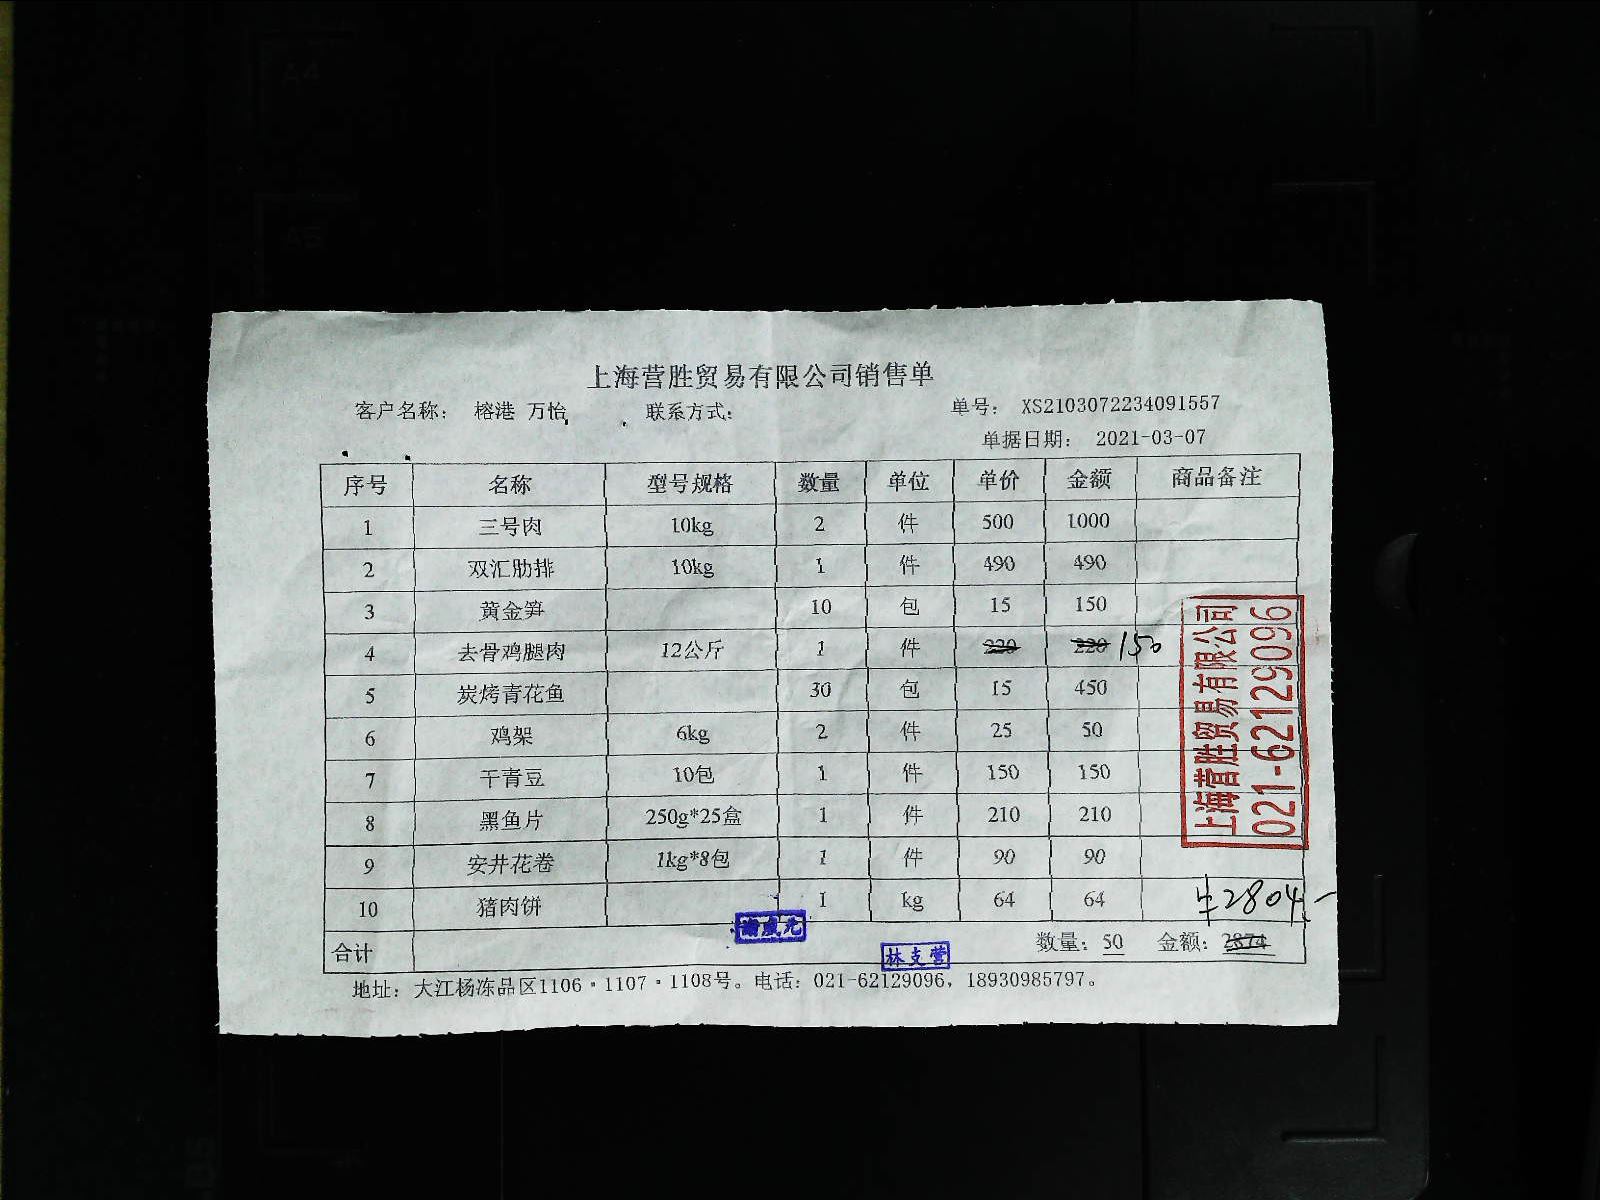 上海营胜贸易有限公司销售单
客户名称： 榕港 万怡 联系方式： 单号： XS2103072234091557
单据日期： 2021-03-07
序号 名称 型号规格 数量 单位 单价 金额 商品备注
1 三号肉 10kg 2 件 500 1000
2 双汇肋排 10kg 1 件 490 490
3 黄金笋 10 包 15 150
4 去骨鸡腿肉 12公斤 1 件 220 220 150
5 炭烤青花鱼 30 包 15 450
6 鸡架 6kg 2 件 25 50
7 干青豆 10包 1 件 150 150
8 黑鱼片 250g*25盒 1 件 210 210
9 安井花卷 1kg*8包 1 件 90 90
10 猪肉饼 1 kg 64 64
2804.-
合计 数量：50 金额：2874
林支营
地址：大江杨冻品区1106·1107·1108号。电话：021-62129096，18930985797。
上海营胜贸易有限公司
021-62129096